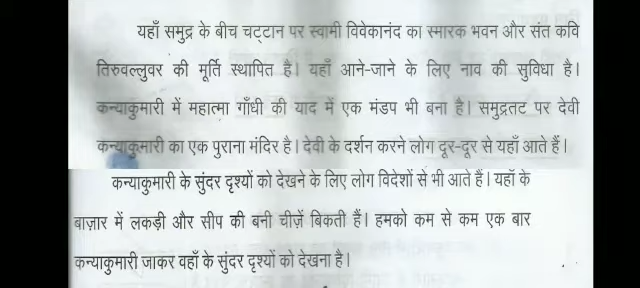 यहाँ समुद्र के बीच चट्टान पर स्वामी विवेकानंद का स्मारक भवन और संत कवि
तिरुवल्लुवर की मूर्ति स्थापित है। यहाँ आने-जाने के लिए नाव की सुविधा है।
कन्याकुमारी में महात्मा गाँधी की याद में एक मंडप भी बना है। समुद्रतट पर देवी
कन्याकुमारी का एक पुराना मंदिर है। देवी के दर्शन करने लोग दूर-दूर से यहाँ आते हैं।
कन्याकुमारी के सुंदर दृश्यों को देखने के लिए लोग विदेशों से भी आते हैं। यहाँ के
बाज़ार में लकड़ी और सीप की बनी चीज़ें बिकती हैं। हमको कम से कम एक बार
कन्याकुमारी जाकर वहाँ के सुंदर दृश्यों को देखना है।